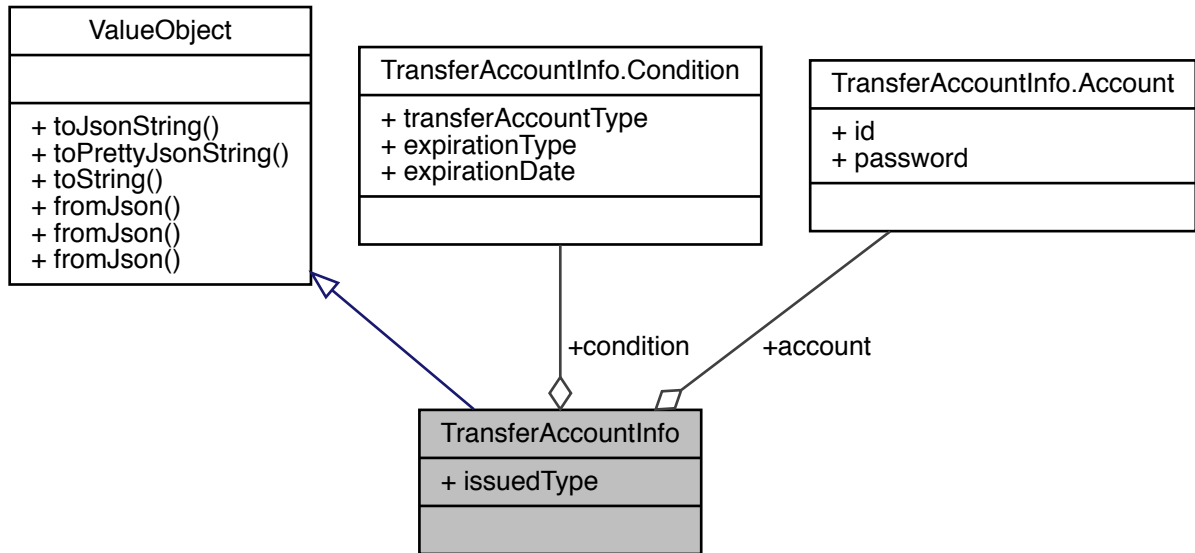 ValueObject
+ toJsonString()
+ toPrettyJsonString()
+ toString()
+ fromJson()
+ fromJson()
+ fromJson()
TransferAccountInfo.Condition
+ transferAccountType
+ expirationType
+ expirationDate
TransferAccountInfo.Account
+ id
+ password
+condition
+account
TransferAccountInfo
+ issuedType